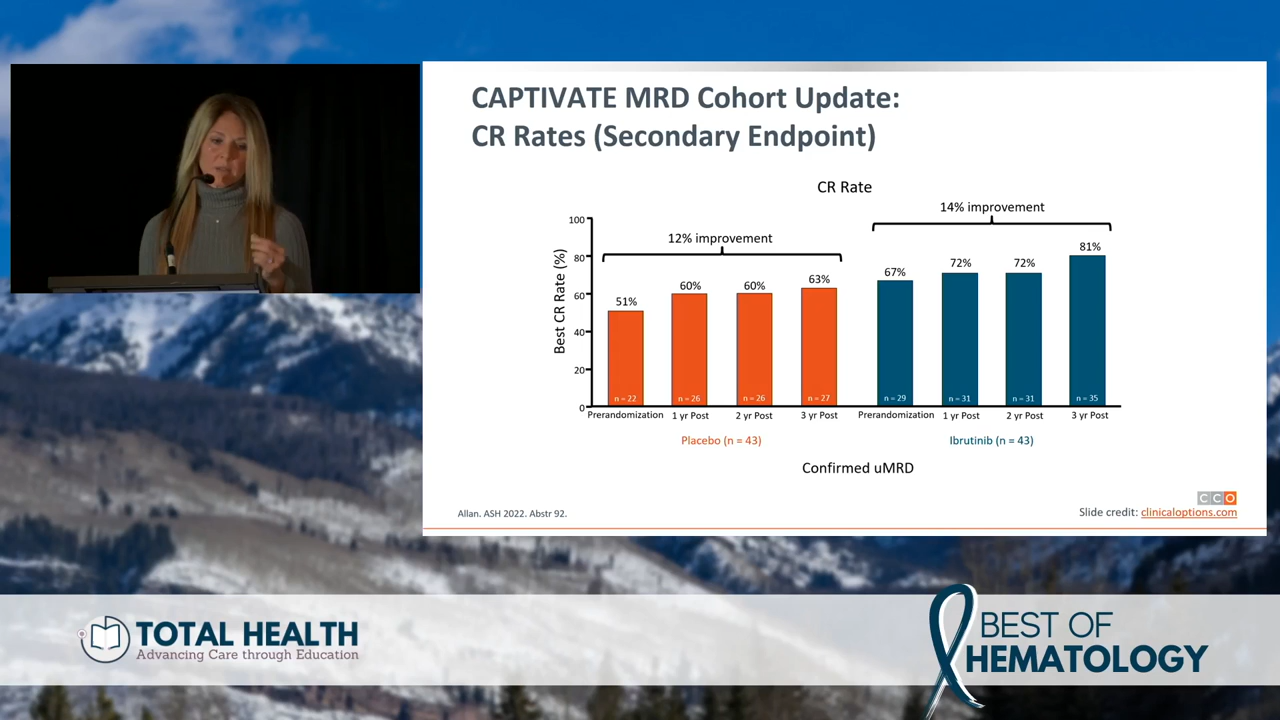 CAPTIVATE MRD Cohort Update:
CR Rates (Secondary Endpoint)
CR Rate
14% improvement
12% improvement
Best CR Rate (%)
100
80
60
40
20
0
51%
60%
60%
63%
67%
72%
72%
81%
n = 22
n = 26
n = 26
n = 27
n = 29
n = 31
n = 31
n = 35
Prerandomization
1 yr Post
2 yr Post
3 yr Post
Prerandomization
1 yr Post
2 yr Post
3 yr Post
Placebo (n = 43)
Ibrutinib (n = 43)
Confirmed uMRD
Allan. ASH 2022. Abstr 92.
CCO
Slide credit: clinicaloptions.com
TOTAL HEALTH
Advancing Care through Education
BEST OF
HEMATOLOGY